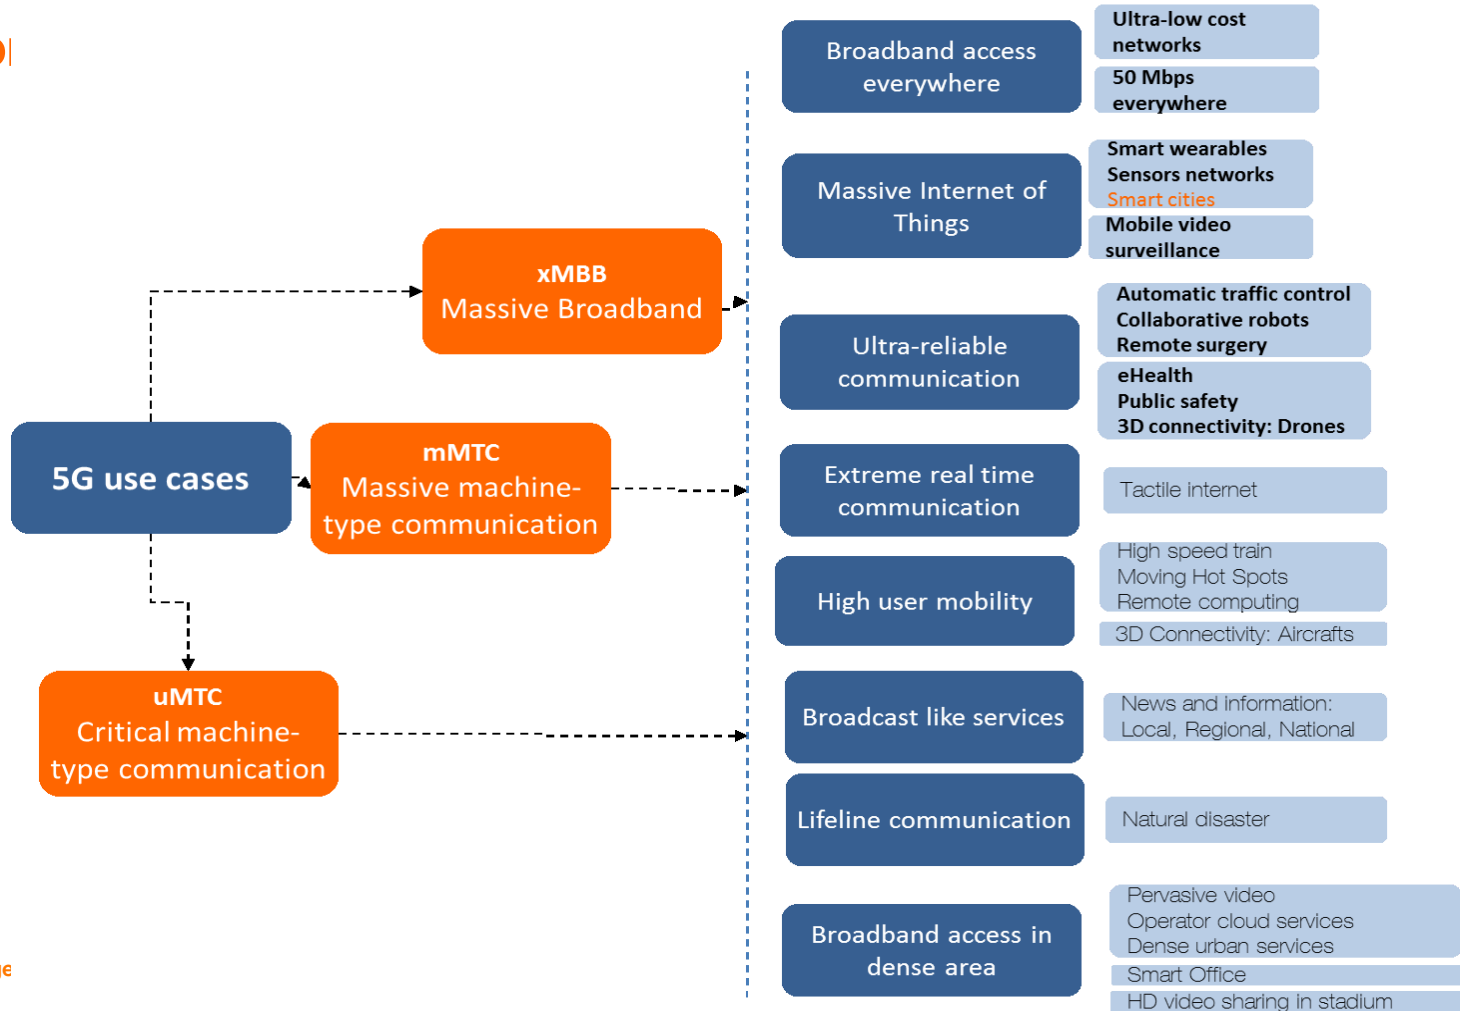 5G use cases
xMBB
Massive Broadband
mMTC
Massive machine-
type communication
uMTC
Critical machine-
type communication
Broadband access
everywhere
Ultra-low cost
networks
50 Mbps
everywhere
Massive Internet of
Things
Smart wearables
Sensors networks
Smart cities
Mobile video
surveillance
Ultra-reliable
communication
Automatic traffic control
Collaborative robots
Remote surgery
eHealth
Public safety
3D connectivity: Drones
Extreme real time
communication
Tactile internet
High user mobility
High speed train
Moving Hot Spots
Remote computing
3D Connectivity: Aircrafts
Broadcast like services
News and information:
Local, Regional, National
Lifeline communication
Natural disaster
Broadband access in
dense area
Pervasive video
Operator cloud services
Dense urban services
Smart Office
HD video sharing in stadium